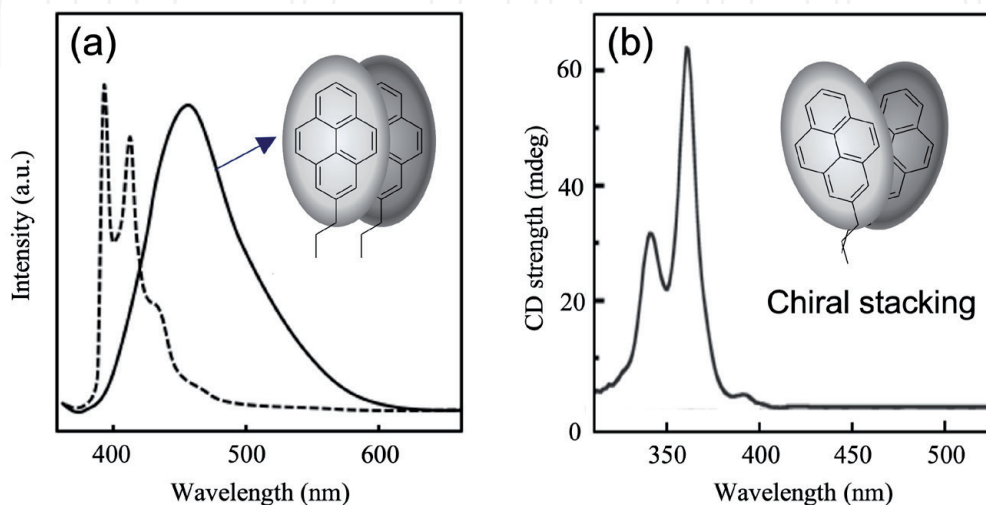 (a)
Intensity (a.u.)
400
500
600
Wavelength (nm)
(b)
CD strength (mdeg)
60
40
20
0
Chiral stacking
350
400
450
500
Wavelength (nm)